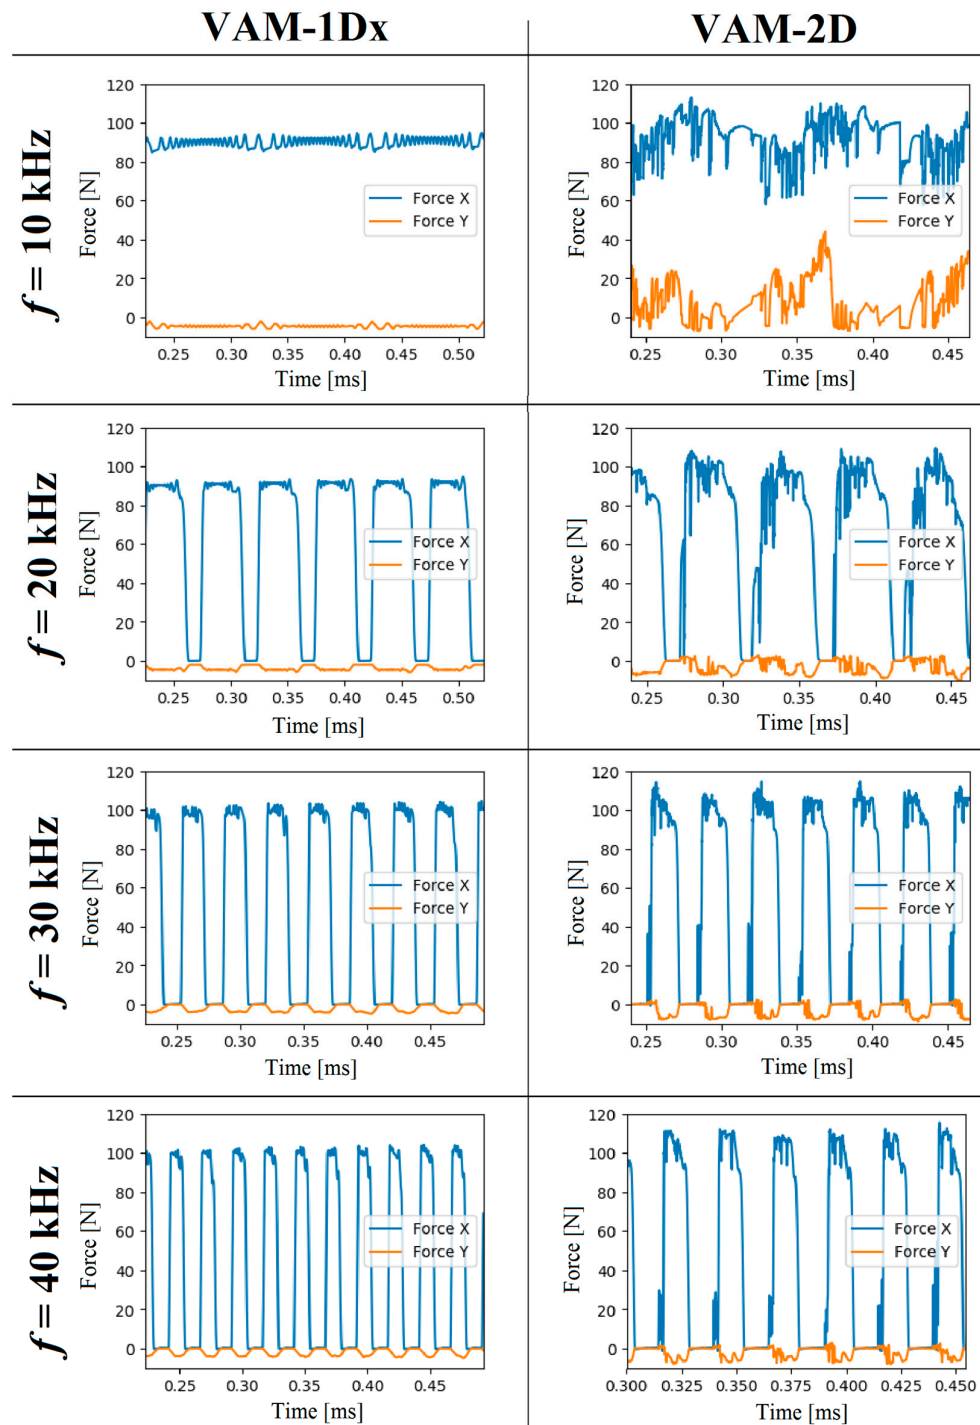 VAM-1Dx VAM-2D
f = 10 kHz
Force [N]
120
100
80
60
40
20
0
Force X
Force Y
0.25 0.30 0.35 0.40 0.45 0.50
Time [ms]
Force [N]
120
100
80
60
40
20
0
Force X
Force Y
0.25 0.30 0.35 0.40 0.45
Time [ms]
f = 20 kHz
Force [N]
120
100
80
60
40
20
0
Force X
Force Y
0.25 0.30 0.35 0.40 0.45 0.50
Time [ms]
Force [N]
120
100
80
60
40
20
0
Force X
Force Y
0.25 0.30 0.35 0.40 0.45
Time [ms]
f = 30 kHz
Force [N]
120
100
80
60
40
20
0
Force X
Force Y
0.25 0.30 0.35 0.40 0.45
Time [ms]
Force [N]
120
100
80
60
40
20
0
Force X
Force Y
0.25 0.30 0.35 0.40 0.45
Time [ms]
f = 40 kHz
Force [N]
120
100
80
60
40
20
0
Force X
Force Y
0.25 0.30 0.35 0.40 0.45
Time [ms]
Force [N]
120
100
80
60
40
20
0
Force X
Force Y
0.300 0.325 0.350 0.375 0.400 0.425 0.450
Time [ms]